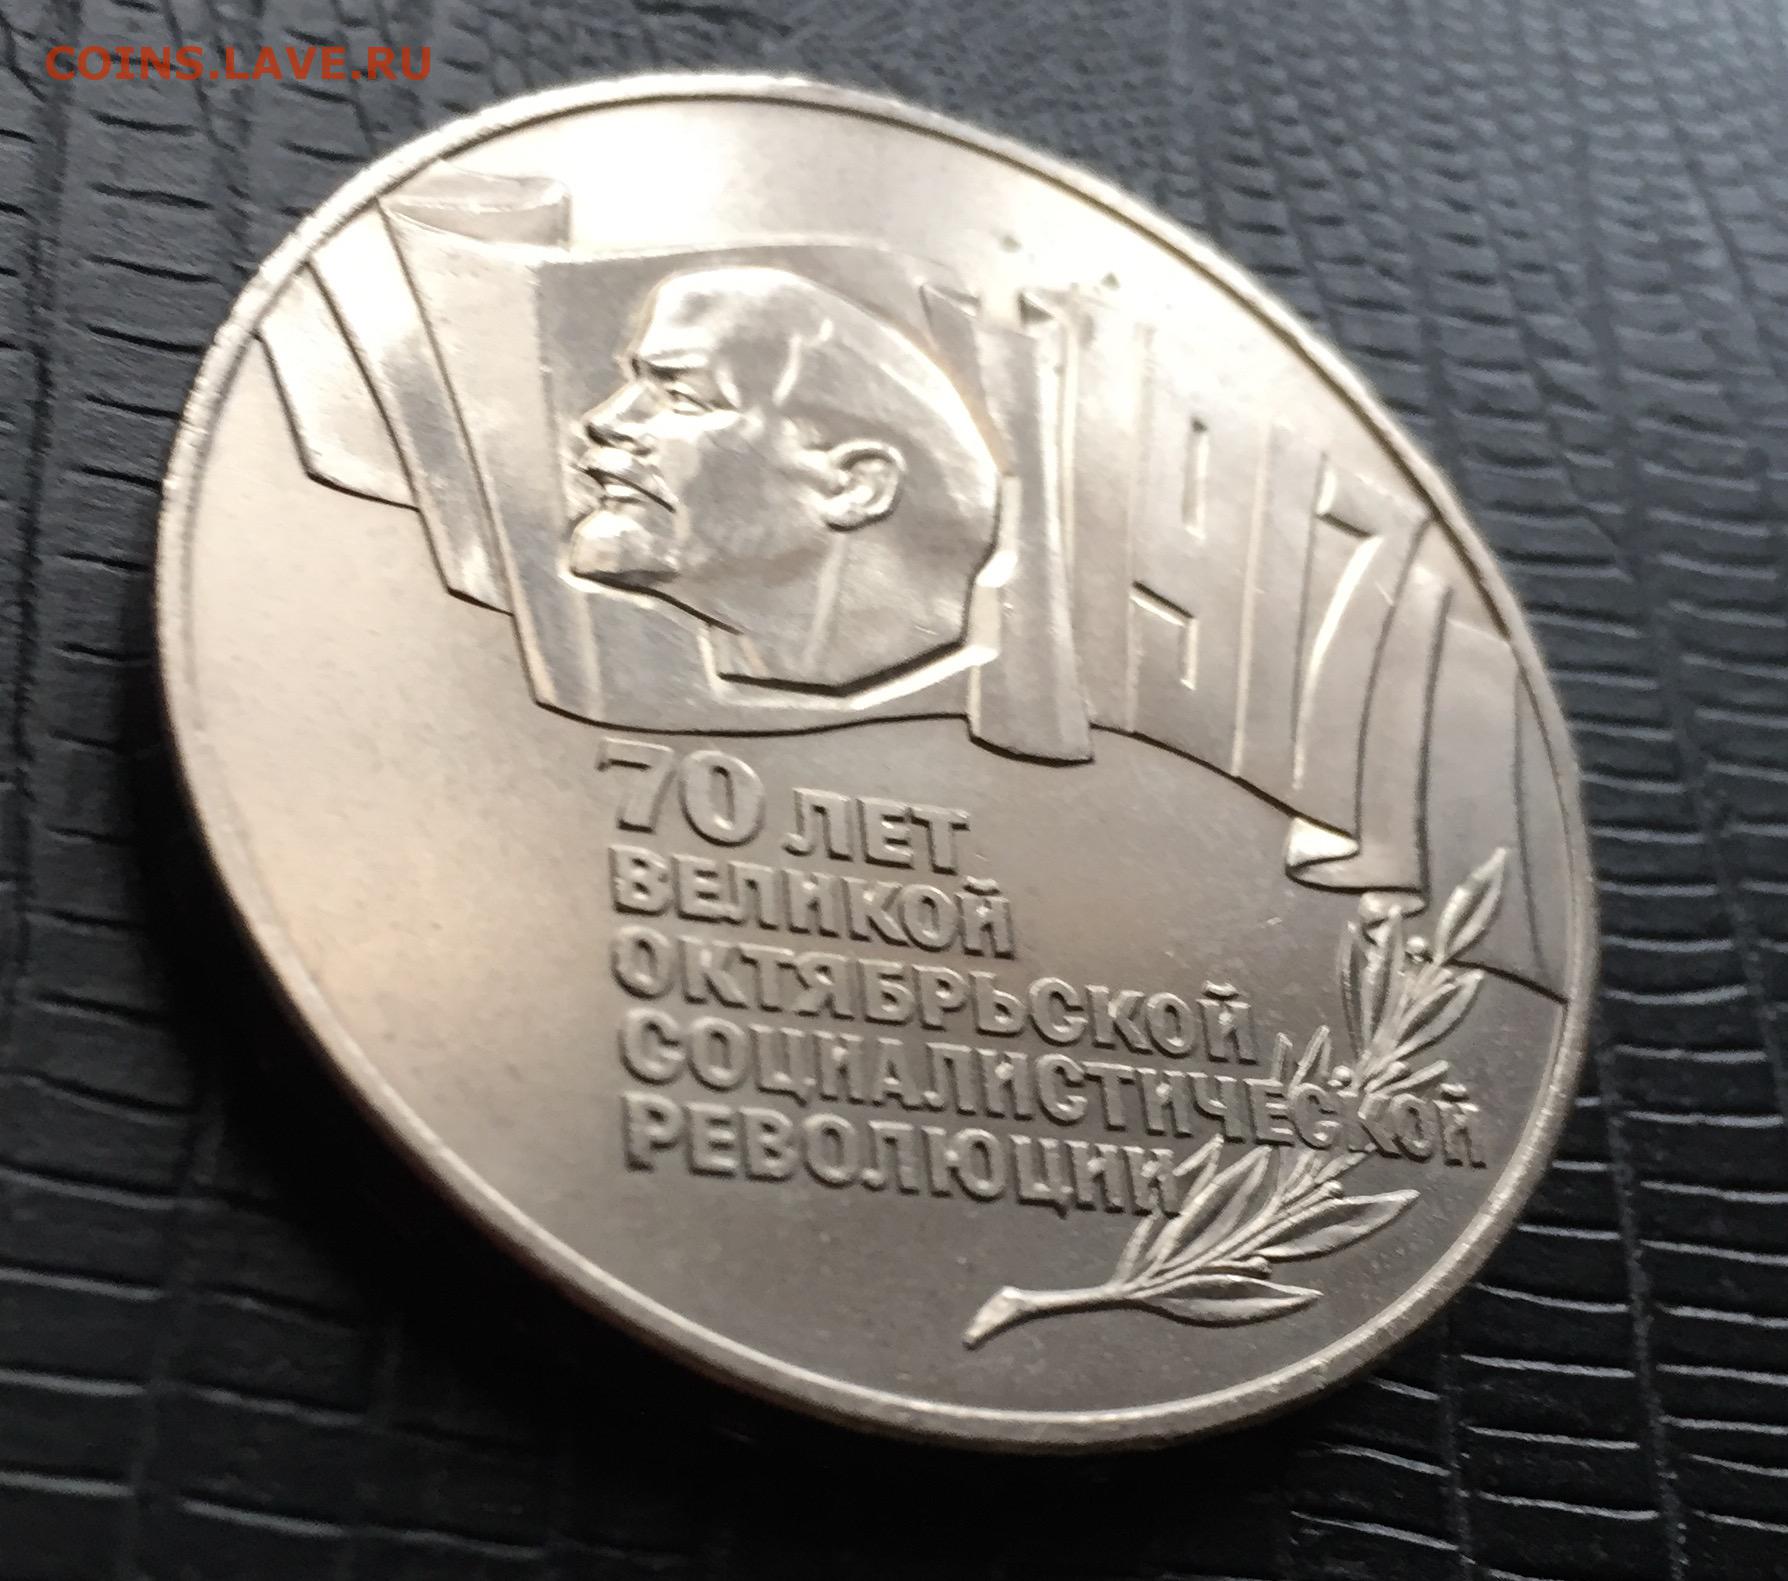 COINS.LAVE.RU
1917
70 ЛЕТ
ВЕЛИКОЙ
ОКТЯБРЬСКОЙ
СОЦИАЛИСТИЧЕСКОЙ
РЕВОЛЮЦИИ